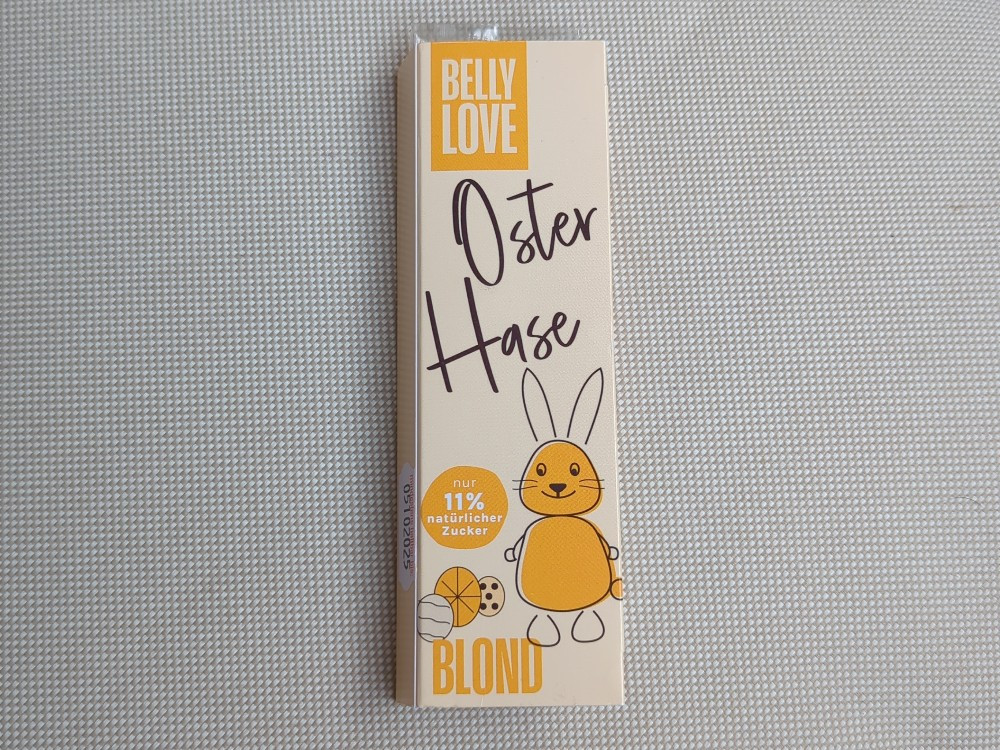 BELLY
LOVE
Oster
Hase
nur
11%
natürlicher
Zucker
05102025
BLOND